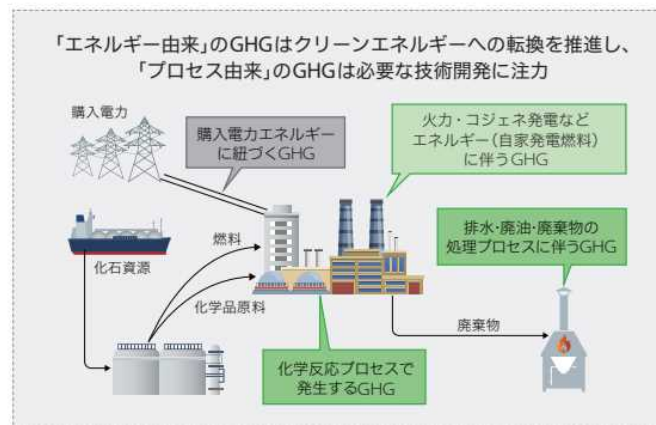 「エネルギー由来」のGHGはクリーンエネルギーへの転換を推進し、
「プロセス由来」のGHGは必要な技術開発に注力
購入電力
購入電力エネルギー
に紐づくGHG
火力・コジェネ発電など
エネルギー（自家発電燃料）
に伴うGHG
排水・廃油・廃棄物の
処理プロセスに伴うGHG
燃料
化石資源
化学品原料
廃棄物
化学反応プロセスで
発生するGHG